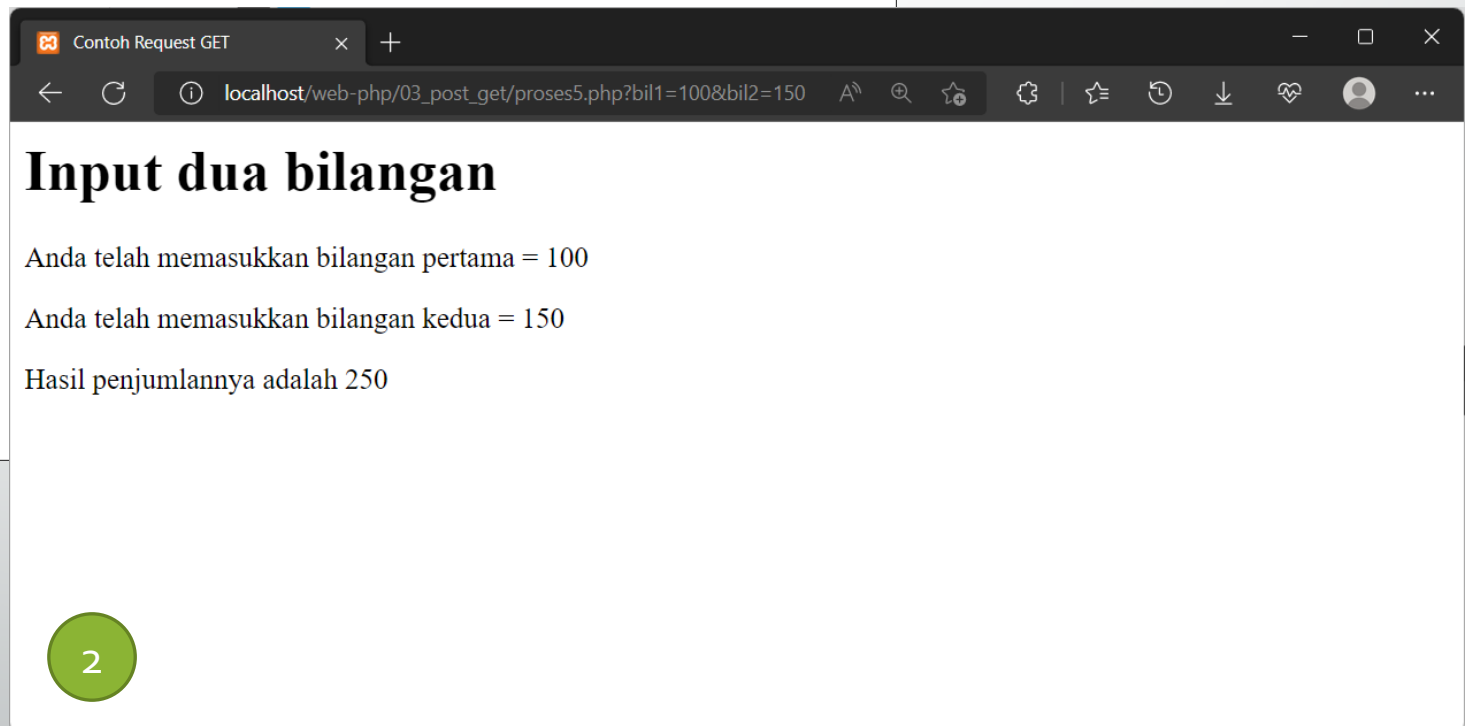 Contoh Request GET
localhost/web-php/03_post_get/proses5.php?bil1=100&bil2=150
Input dua bilangan
Anda telah memasukkan bilangan pertama = 100
Anda telah memasukkan bilangan kedua = 150
Hasil penjumlannya adalah 250
2